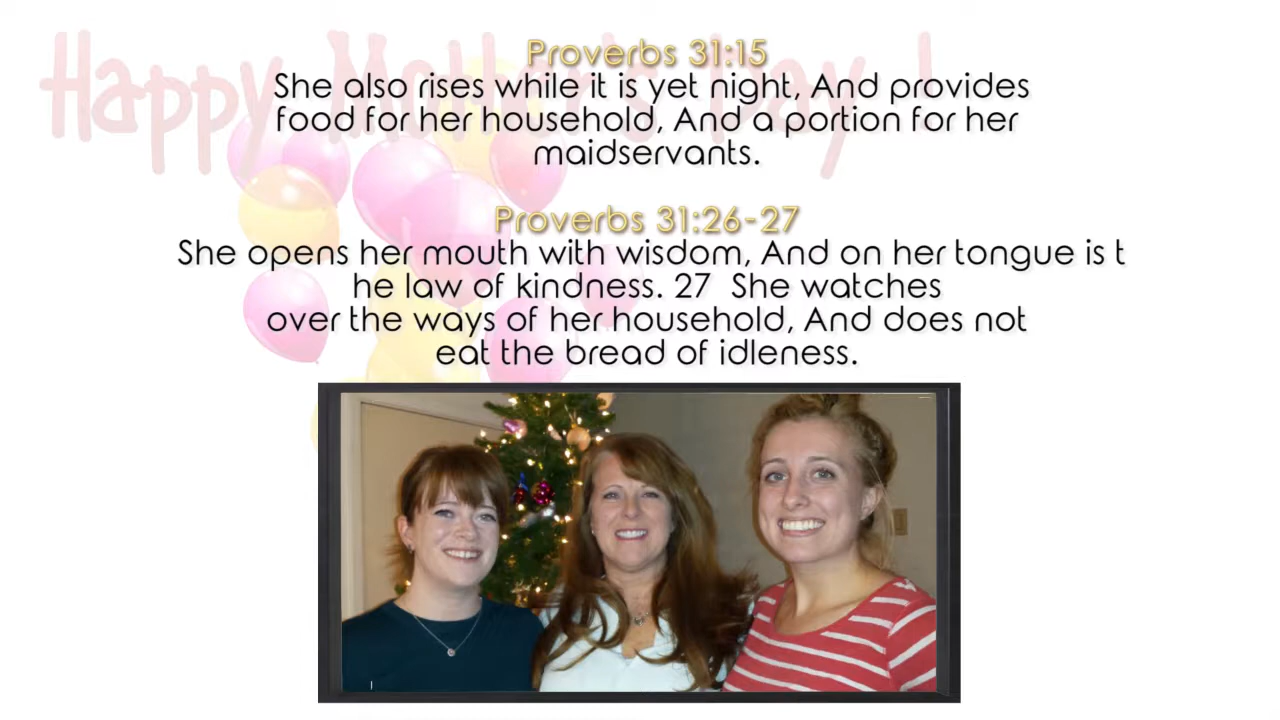 Happy Mother's Day !
Proverbs 31:15
She also rises while it is yet night, And provides
food for her household, And a portion for her
maidservants.
Proverbs 31:26-27
She opens her mouth with wisdom, And on her tongue is t
he law of kindness. 27 She watches
over the ways of her household, And does not
eat the bread of idleness.